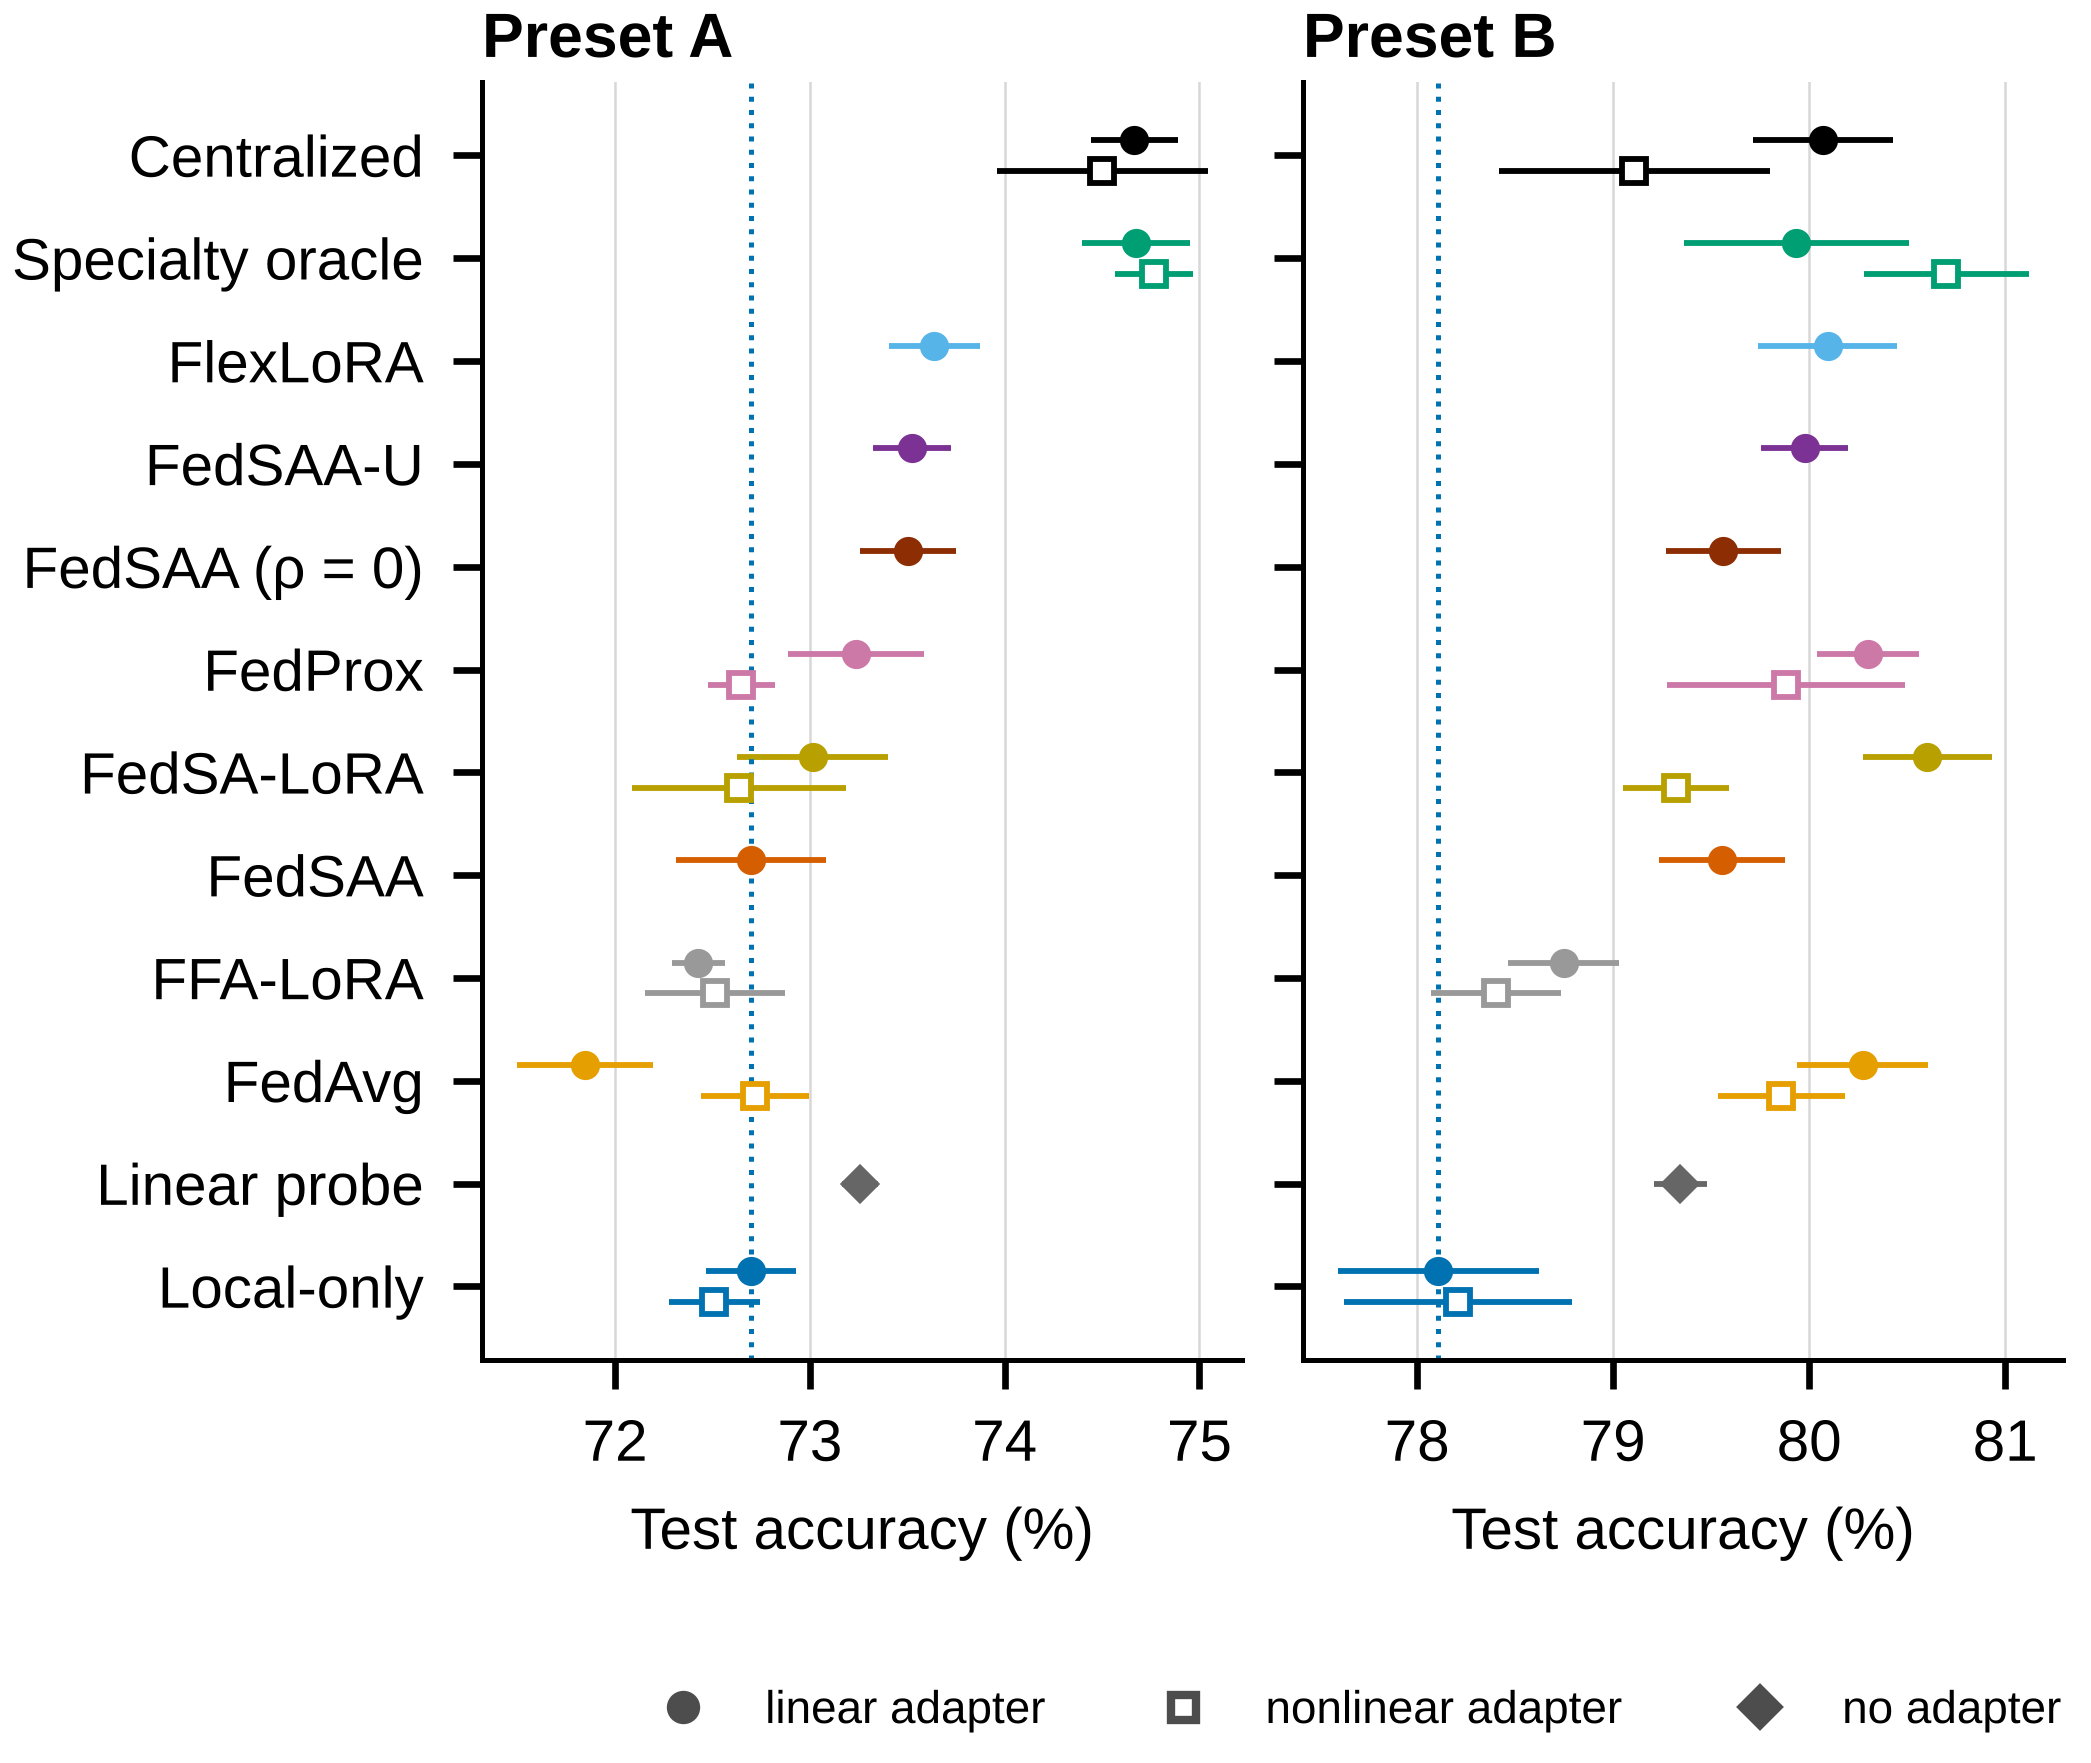 Preset A
Preset B
Centralized
Specialty oracle
FlexLoRA
FedSAA-U
FedSAA (ρ = 0)
FedProx
FedSA-LoRA
FedSAA
FFA-LoRA
FedAvg
Linear probe
Local-only
72 73 74 75
78 79 80 81
Test accuracy (%)
Test accuracy (%)
linear adapter
nonlinear adapter
no adapter